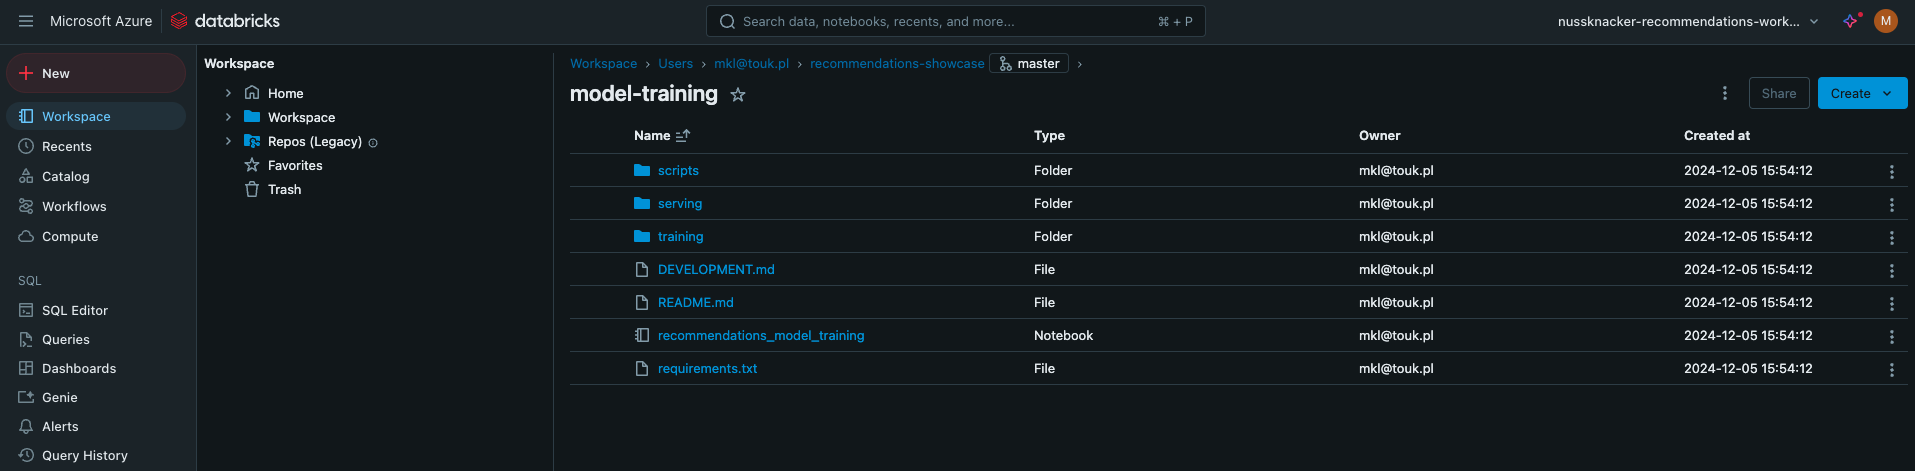 Microsoft Azure databricks Search data, notebooks, recents, and more... ⌘ + P nussknacker-recommendations-work... M
New
Workspace
Recents
Catalog
Workflows
Compute
SQL
SQL Editor
Queries
Dashboards
Genie
Alerts
Query History
Workspace
Home
Workspace
Repos (Legacy)
Favorites
Trash
Workspace › Users › mkl@touk.pl › recommendations-showcase master ›
model-training Share Create
Name Type Owner Created at
scripts Folder mkl@touk.pl 2024-12-05 15:54:12
serving Folder mkl@touk.pl 2024-12-05 15:54:12
training Folder mkl@touk.pl 2024-12-05 15:54:12
DEVELOPMENT.md File mkl@touk.pl 2024-12-05 15:54:12
README.md File mkl@touk.pl 2024-12-05 15:54:12
recommendations_model_training Notebook mkl@touk.pl 2024-12-05 15:54:12
requirements.txt File mkl@touk.pl 2024-12-05 15:54:12